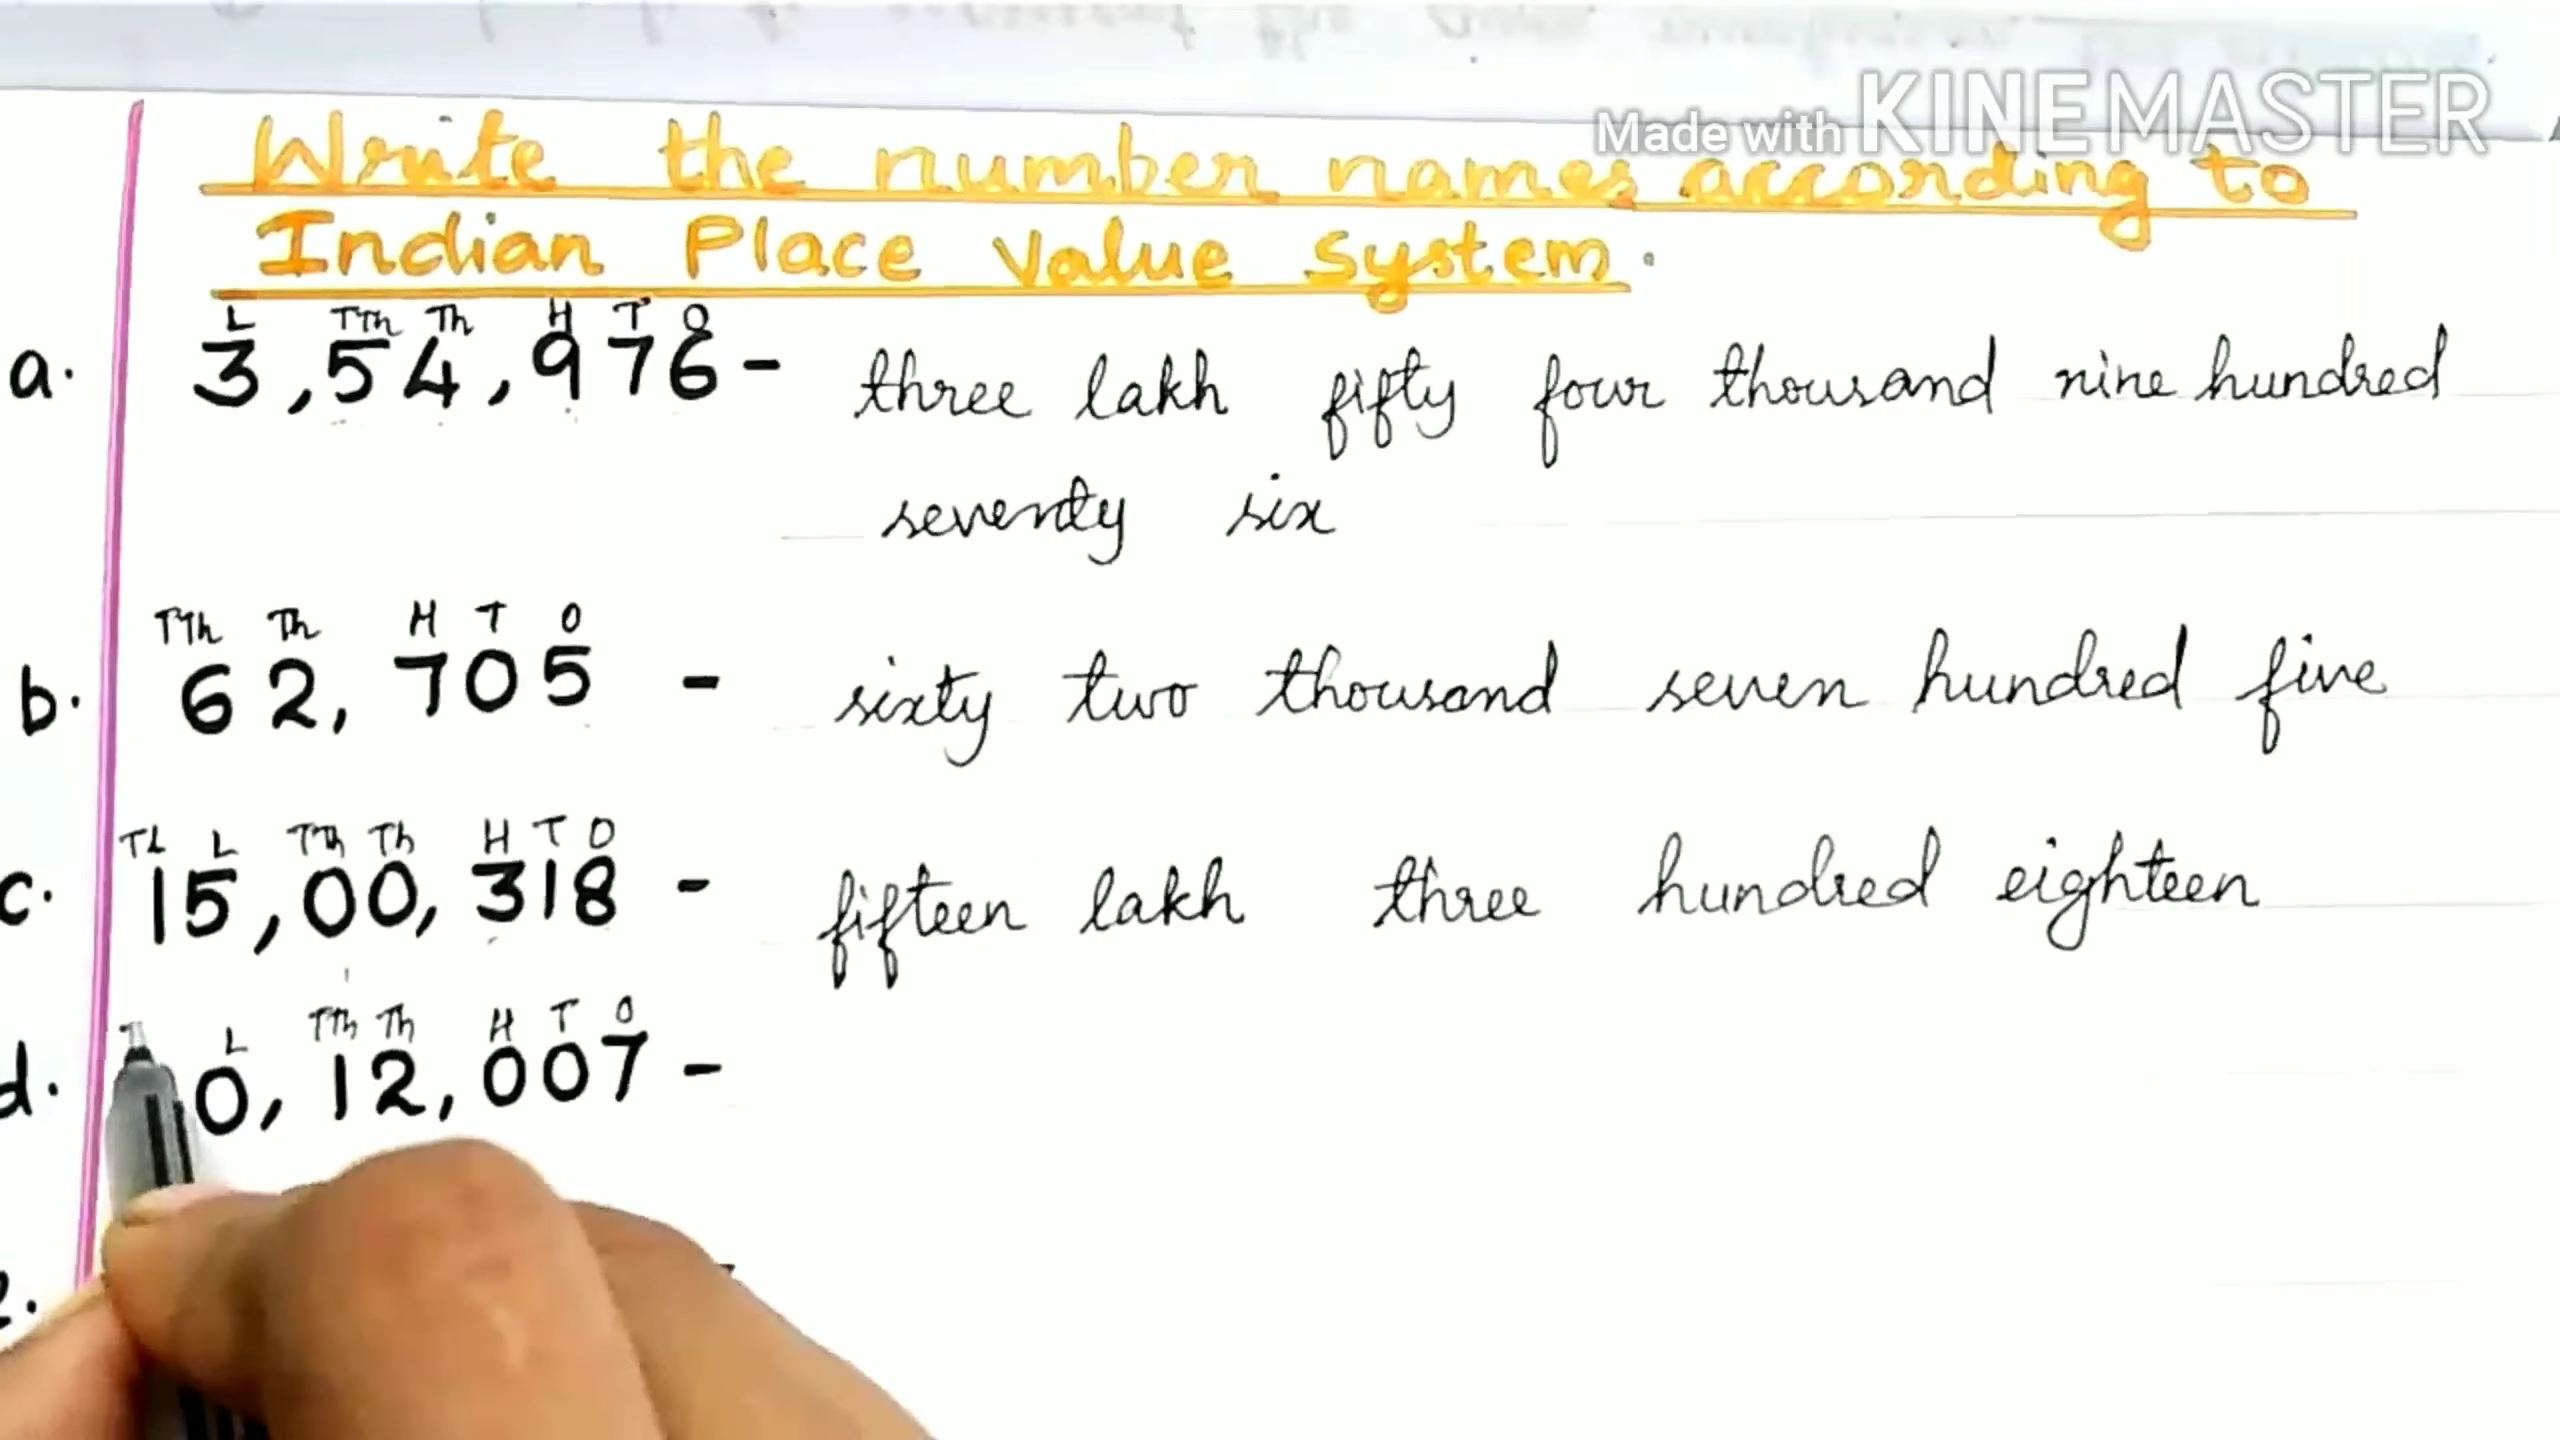 Made with KINEMASTER
Write the number names according to
Indian Place Value System.
L TTh Th H T O
a. 3,54,976 - three lakh fifty four thousand nine hundred
seventy six
TTh Th H T O
b. 62,705 - sixty two thousand seven hundred five
TL L TTh Th H T O
c. 15,00,318 - fifteen lakh three hundred eighteen
L TTh Th H T O
d. 0,12,007 -